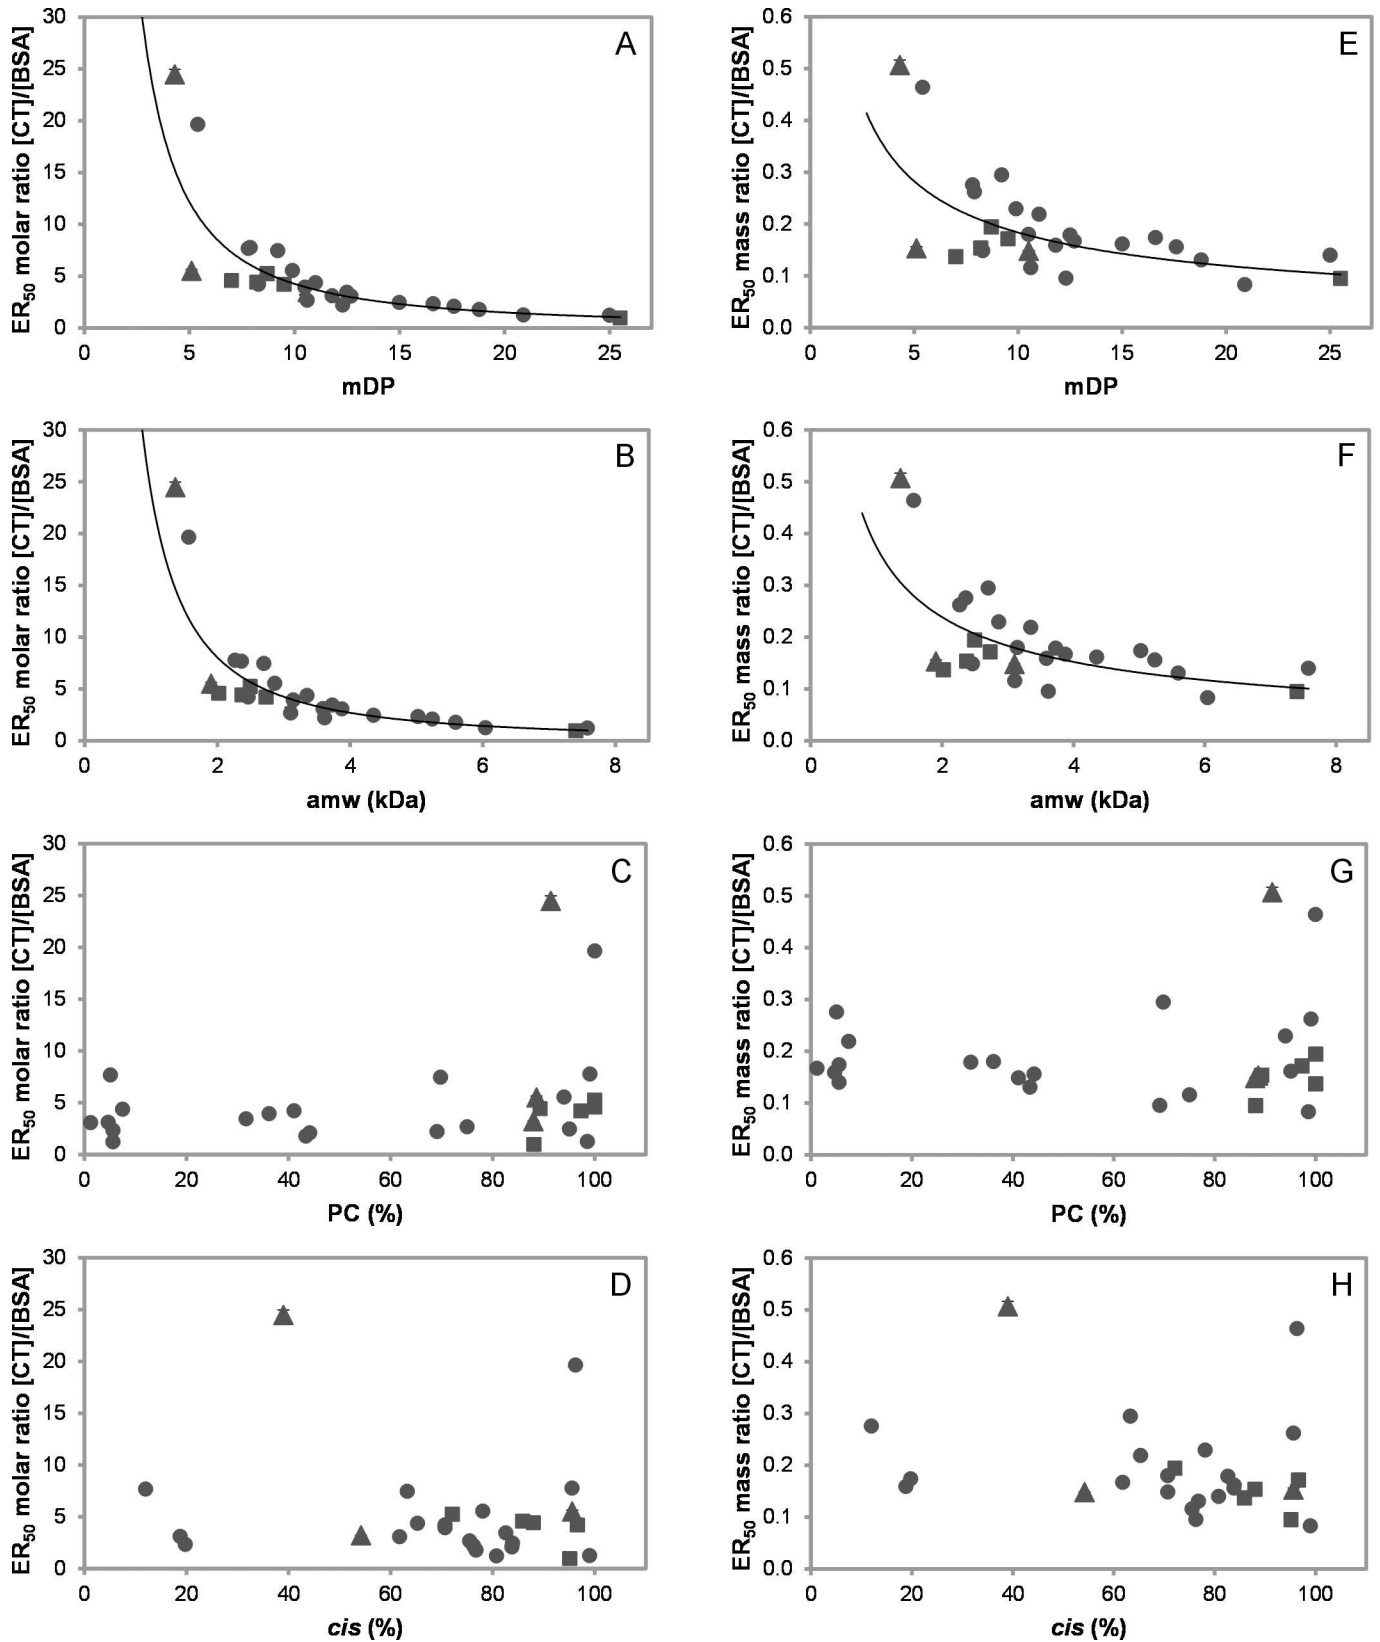 A
ER50 molar ratio [CT]/[BSA]
30
25
20
15
10
5
0
0 5 10 15 20 25
mDP
E
ER50 mass ratio [CT]/[BSA]
0.6
0.5
0.4
0.3
0.2
0.1
0.0
0 5 10 15 20 25
mDP
B
ER50 molar ratio [CT]/[BSA]
30
25
20
15
10
5
0
0 2 4 6 8
amw (kDa)
F
ER50 mass ratio [CT]/[BSA]
0.6
0.5
0.4
0.3
0.2
0.1
0.0
0 2 4 6 8
amw (kDa)
C
ER50 molar ratio [CT]/[BSA]
30
25
20
15
10
5
0
0 20 40 60 80 100
PC (%)
G
ER50 mass ratio [CT]/[BSA]
0.6
0.5
0.4
0.3
0.2
0.1
0.0
0 20 40 60 80 100
PC (%)
D
ER50 molar ratio [CT]/[BSA]
30
25
20
15
10
5
0
0 20 40 60 80 100
cis (%)
H
ER50 mass ratio [CT]/[BSA]
0.6
0.5
0.4
0.3
0.2
0.1
0.0
0 20 40 60 80 100
cis (%)